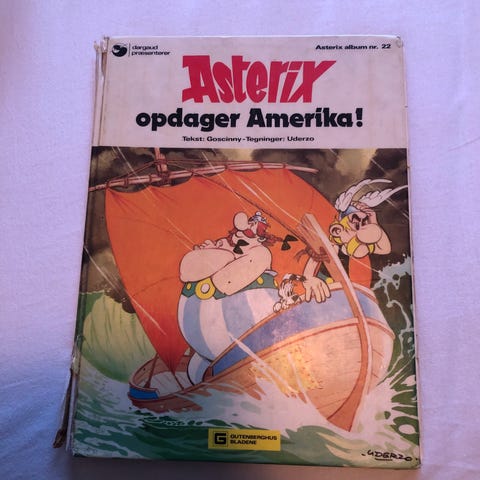 dargaud
præsenterer
Asterix album nr. 22
Asterix
opdager Amerika!
Tekst: Goscinny-Tegninger: Uderzo
G GUTENBERGHUS
BLADENE
UDERZO